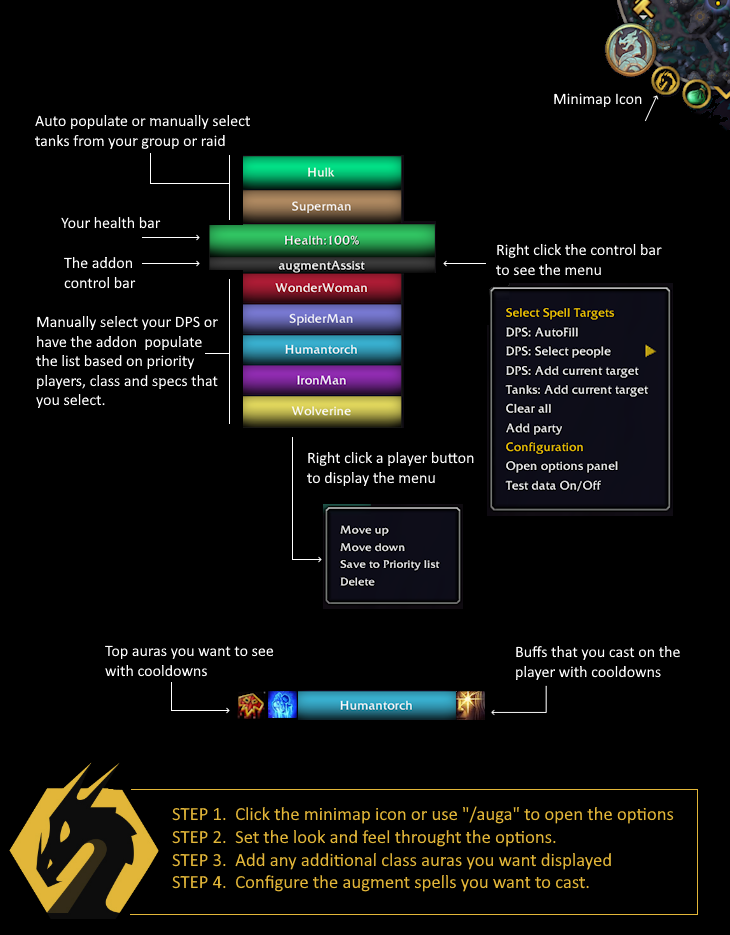 Minimap Icon
Auto populate or manually select
tanks from your group or raid
Hulk
Superman
Your health bar
Health:100%
The addon
control bar
augmentAssist
Right click the control bar
to see the menu
WonderWoman
SpiderMan
Humantorch
IronMan
Wolverine
Manually select your DPS or
have the addon populate
the list based on priority
players, class and specs that
you select.
Select Spell Targets
DPS: AutoFill
DPS: Select people
DPS: Add current target
Tanks: Add current target
Clear all
Add party
Configuration
Open options panel
Test data On/Off
Right click a player button
to display the menu
Move up
Move down
Save to Priority list
Delete
Top auras you want to see
with cooldowns
Buffs that you cast on the
player with cooldowns
Humantorch
STEP 1. Click the minimap icon or use "/auga" to open the options
STEP 2. Set the look and feel throught the options.
STEP 3. Add any additional class auras you want displayed
STEP 4. Configure the augment spells you want to cast.